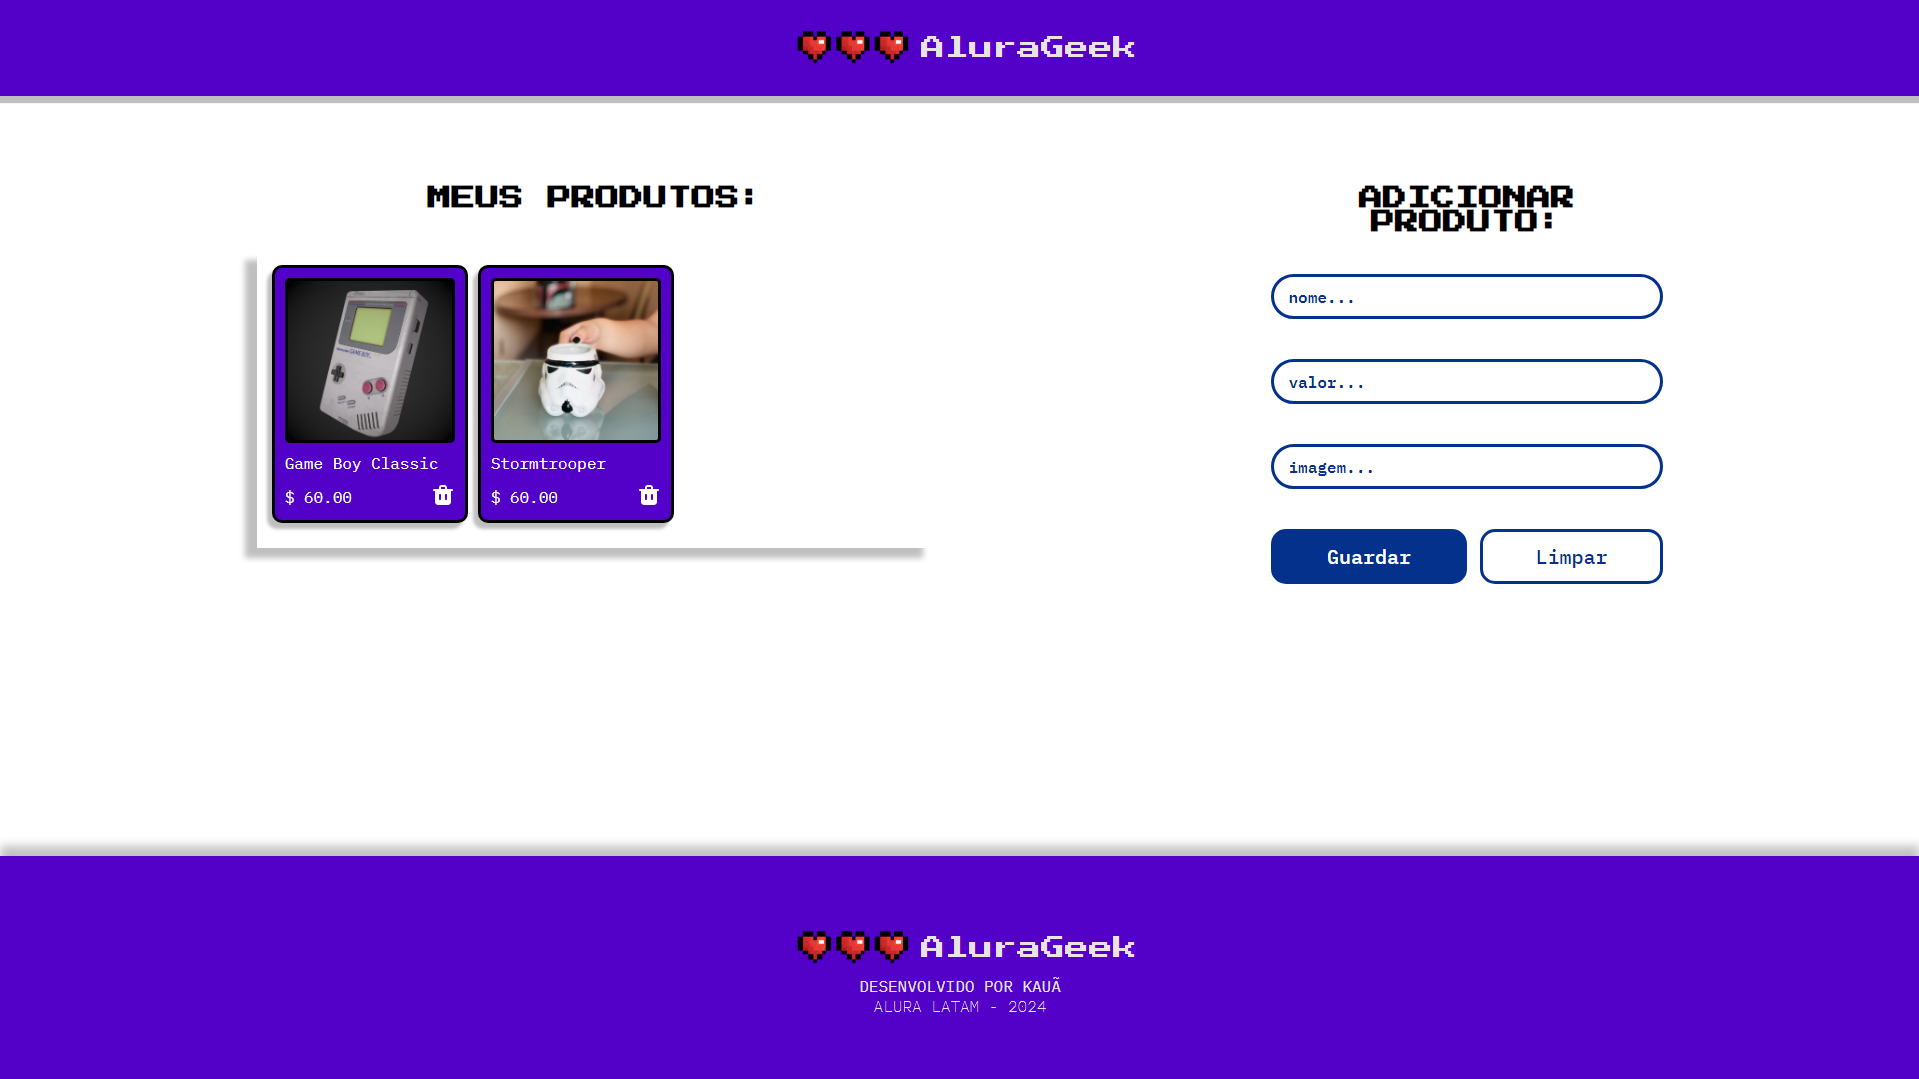 AluraGeek
MEUS PRODUTOS:
Game Boy Classic
$ 60.00
Stormtrooper
$ 60.00
ADICIONAR
PRODUTO:
nome...
valor...
imagem...
Guardar
Limpar
AluraGeek
DESENVOLVIDO POR KAUÃ
ALURA LATAM - 2024